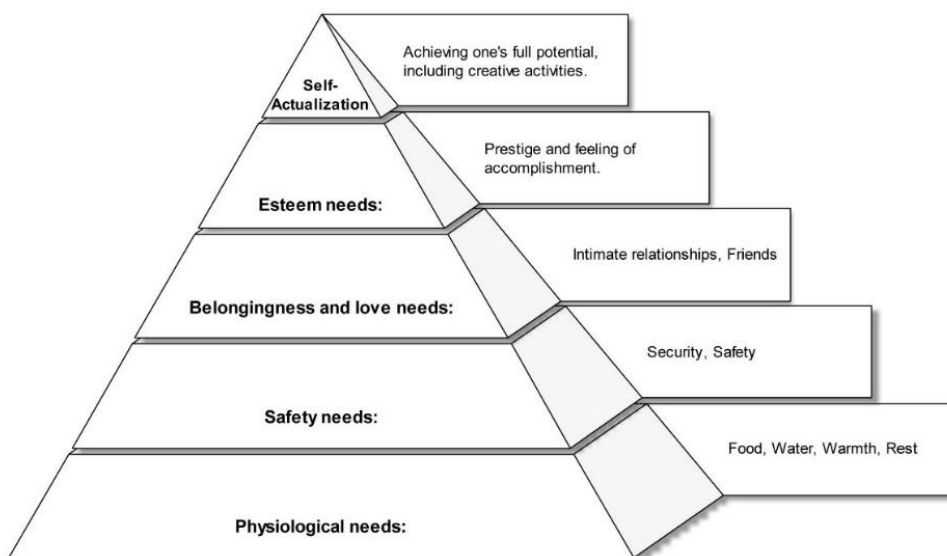 Achieving one's full potential,
including creative activities.
Self-
Actualization
Prestige and feeling of
accomplishment.
Esteem needs:
Intimate relationships, Friends
Belongingness and love needs:
Security, Safety
Safety needs:
Food, Water, Warmth, Rest
Physiological needs: